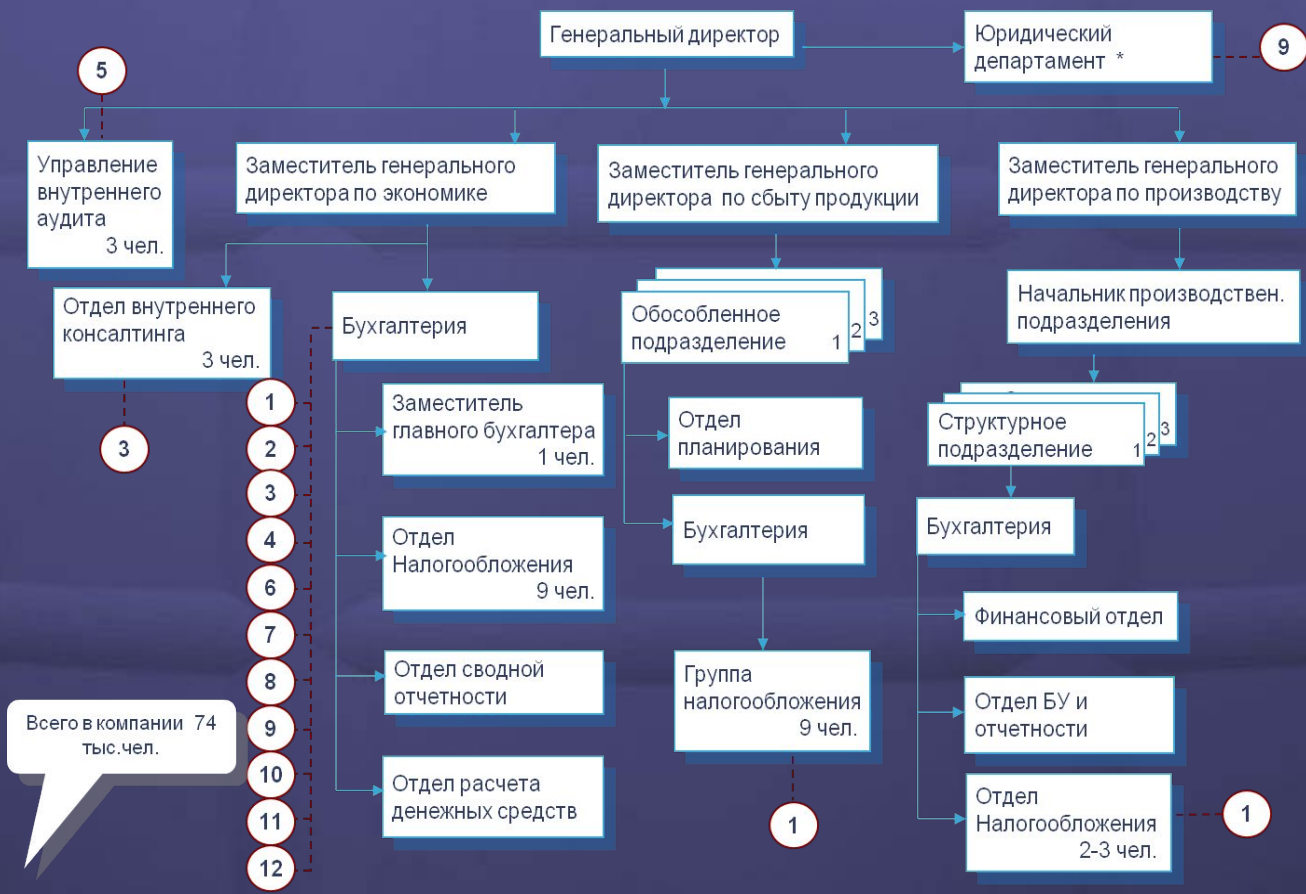 Генеральный директор
Юридический
департамент *
9
5
Управление
внутреннего
аудита
3 чел.
Заместитель генерального
директора по экономике
Заместитель генерального
директора по сбыту продукции
Заместитель генерального
директора по производству
Отдел внутреннего
консалтинга
3 чел.
3
Бухгалтерия
1
2
3
4
6
7
8
9
10
11
12
Заместитель
главного бухгалтера
1 чел.
Отдел
Налогообложения
9 чел.
Отдел сводной
отчетности
Отдел расчета
денежных средств
Обособленное
подразделение 1
2
3
Отдел
планирования
Бухгалтерия
Группа
налогообложения
9 чел.
1
Начальник производствен.
подразделения
Структурное
подразделение 1
2
3
Бухгалтерия
Финансовый отдел
Отдел БУ и
отчетности
Отдел
Налогообложения
2-3 чел.
1
Всего в компании 74
тыс.чел.